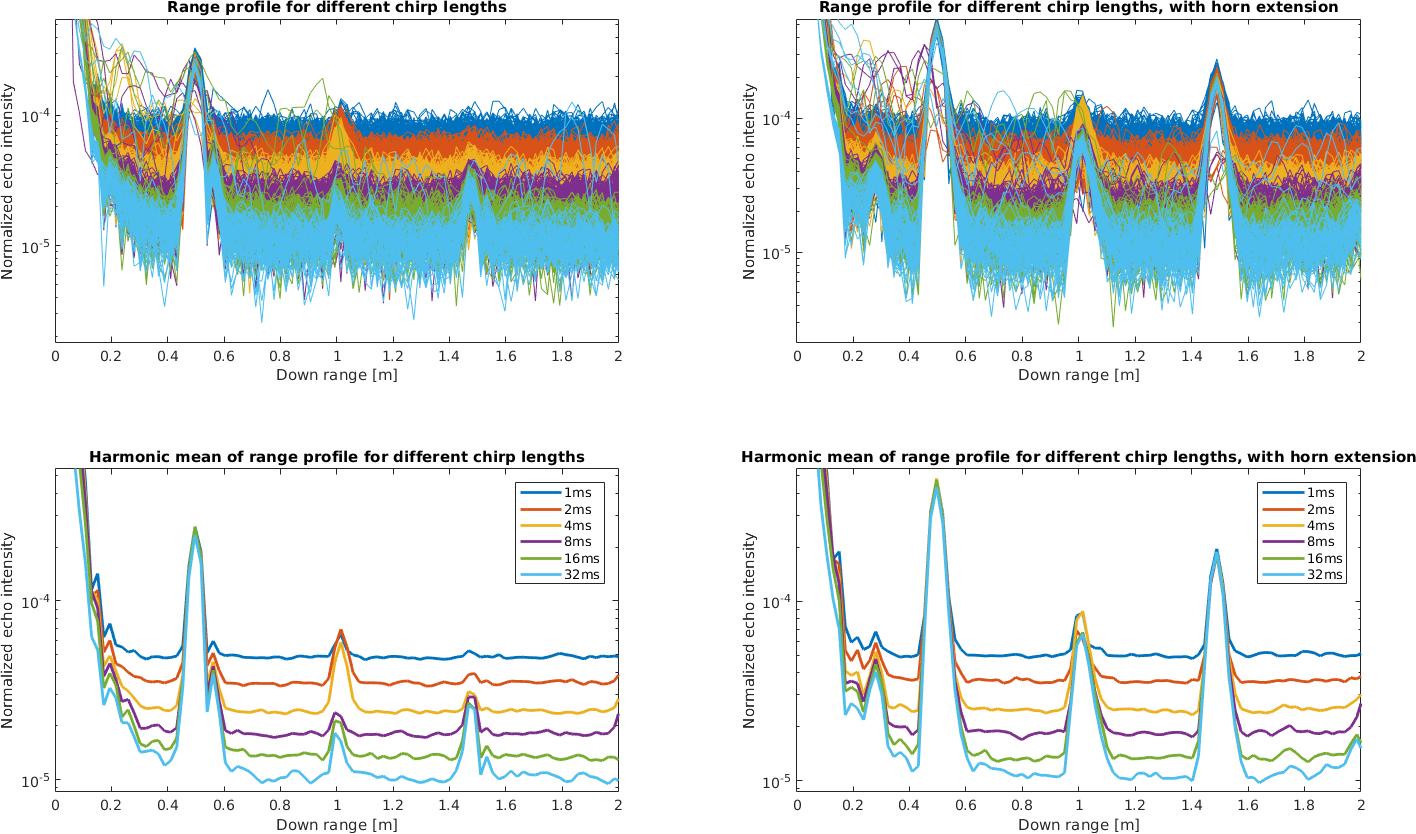 Range profile for different chirp lengths
Normalized echo intensity
10-4
10-5
0 0.2 0.4 0.6 0.8 1 1.2 1.4 1.6 1.8 2
Down range [m]
Range profile for different chirp lengths, with horn extension
Normalized echo intensity
10-4
10-5
0 0.2 0.4 0.6 0.8 1 1.2 1.4 1.6 1.8 2
Down range [m]
Harmonic mean of range profile for different chirp lengths
Normalized echo intensity
10-4
10-5
1ms
2ms
4ms
8ms
16ms
32ms
0 0.2 0.4 0.6 0.8 1 1.2 1.4 1.6 1.8 2
Down range [m]
Harmonic mean of range profile for different chirp lengths, with horn extension
Normalized echo intensity
10-4
10-5
1ms
2ms
4ms
8ms
16ms
32ms
0 0.2 0.4 0.6 0.8 1 1.2 1.4 1.6 1.8 2
Down range [m]